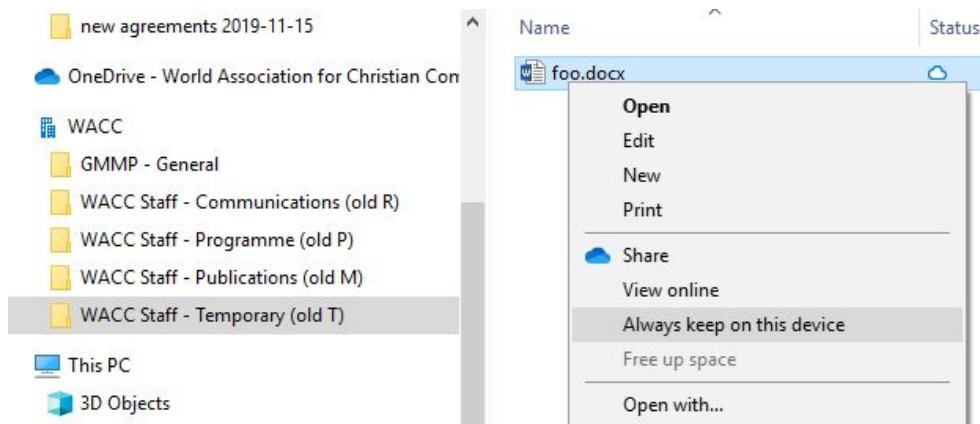 new agreements 2019-11-15
OneDrive - World Association for Christian Com
WACC
GMMP - General
WACC Staff - Communications (old R)
WACC Staff - Programme (old P)
WACC Staff - Publications (old M)
WACC Staff - Temporary (old T)
This PC
3D Objects
Name Status
foo.docx
Open
Edit
New
Print
Share
View online
Always keep on this device
Free up space
Open with...